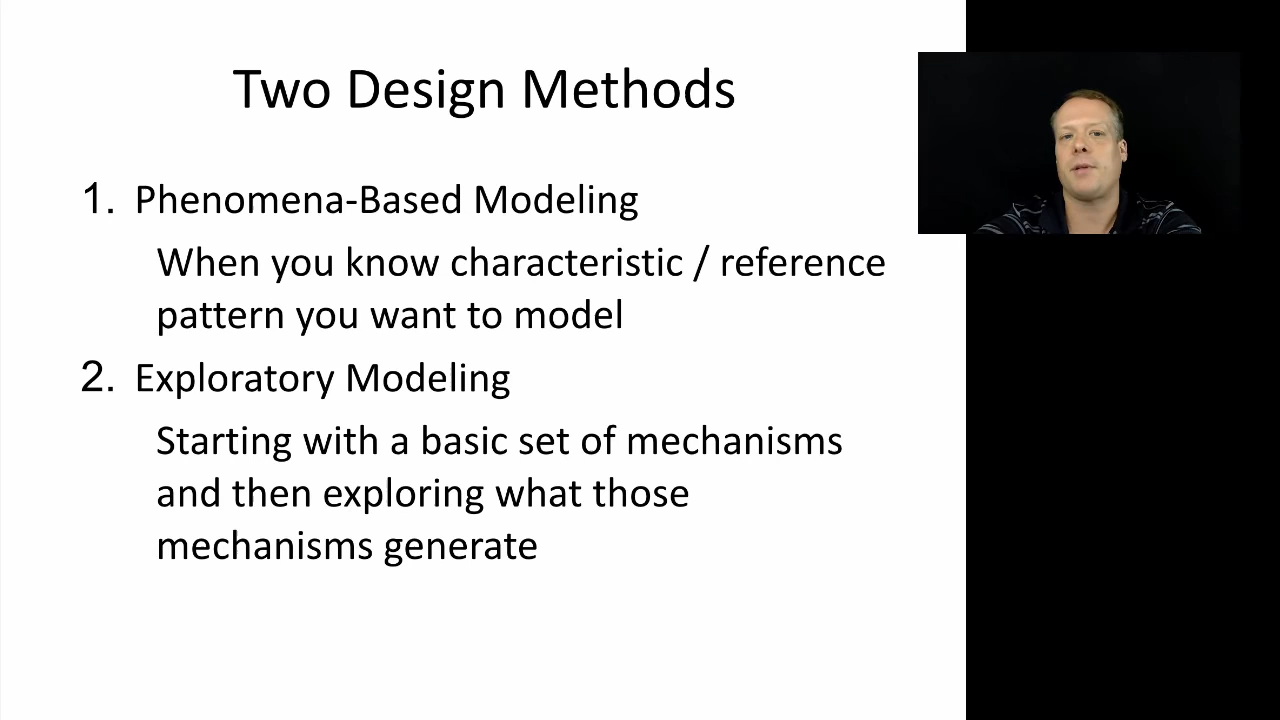 Two Design Methods
1. Phenomena-Based Modeling
When you know characteristic / reference
pattern you want to model
2. Exploratory Modeling
Starting with a basic set of mechanisms
and then exploring what those
mechanisms generate